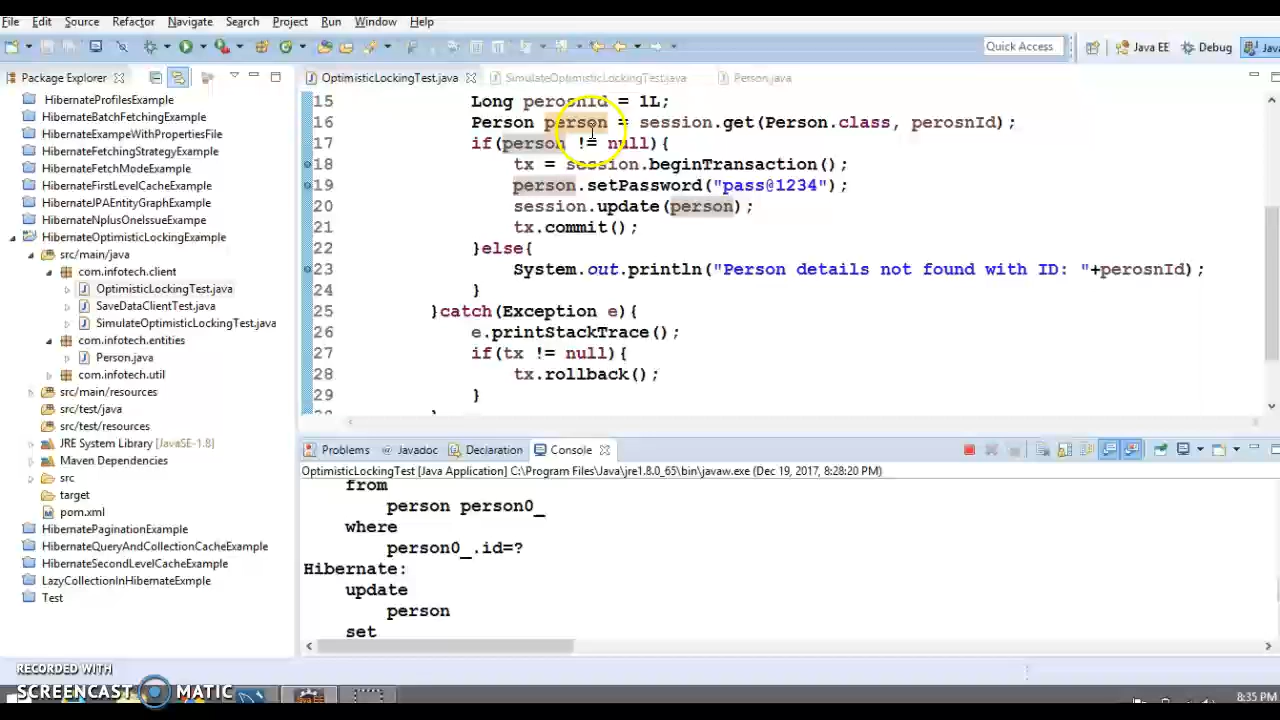 File Edit Source Refactor Navigate Search Project Run Window Help
Quick Access Java EE Debug Java
Package Explorer
OptimisticLockingTest.java SimulateOptimisticLockingTest.java Person.java
HibernateProfilesExample
HibernateBatchFetchingExample
HibernateExampeWithPropertiesFile
HibernateFetchingStrategyExample
HibernateFetchModeExample
HibernateFirstLevelCacheExample
HibernateJPAEntityGraphExample
HibernateNplusOneIssueExampe
HibernateOptimisticLockingExample
src/main/java
com.infotech.client
OptimisticLockingTest.java
SaveDataClientTest.java
SimulateOptimisticLockingTest.java
com.infotech.entities
Person.java
com.infotech.util
src/main/resources
src/test/java
src/test/resources
JRE System Library [JavaSE-1.8]
Maven Dependencies
src
target
pom.xml
HibernatePaginationExample
HibernateQueryAndCollectionCacheExample
HibernateSecondLevelCacheExample
LazyCollectionInHibernateExmple
Test
15 Long perosnId = 1L;
16 Person person = session.get(Person.class, perosnId);
17 if(person != null){
18 tx = session.beginTransaction();
19 person.setPassword("pass@1234");
20 session.update(person);
21 tx.commit();
22 }else{
23 System.out.println("Person details not found with ID: "+perosnId);
24 }
25 }catch(Exception e){
26 e.printStackTrace();
27 if(tx != null){
28 tx.rollback();
29 }
Problems Javadoc Declaration Console
OptimisticLockingTest [Java Application] C:\Program Files\Java\jre1.8.0_65\bin\javaw.exe (Dec 19, 2017, 8:28:20 PM)
from
person person0_
where
person0_.id=?
Hibernate:
update
person
set
RECORDED WITH
SCREENCAST MATIC
8:35 PM